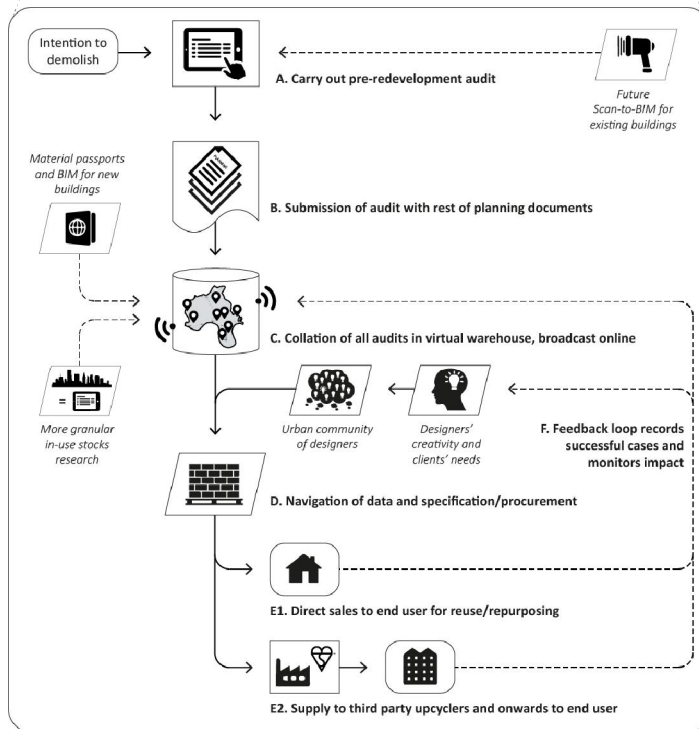 Intention to
demolish
A. Carry out pre-redevelopment audit
Future
Scan-to-BIM for
existing buildings
Material passports
and BIM for new
buildings
B. Submission of audit with rest of planning documents
C. Collation of all audits in virtual warehouse, broadcast online
More granular
in-use stocks
research
Urban community
of designers
Designers'
creativity and
clients' needs
F. Feedback loop records
successful cases and
monitors impact
D. Navigation of data and specification/procurement
E1. Direct sales to end user for reuse/repurposing
E2. Supply to third party upcyclers and onwards to end user